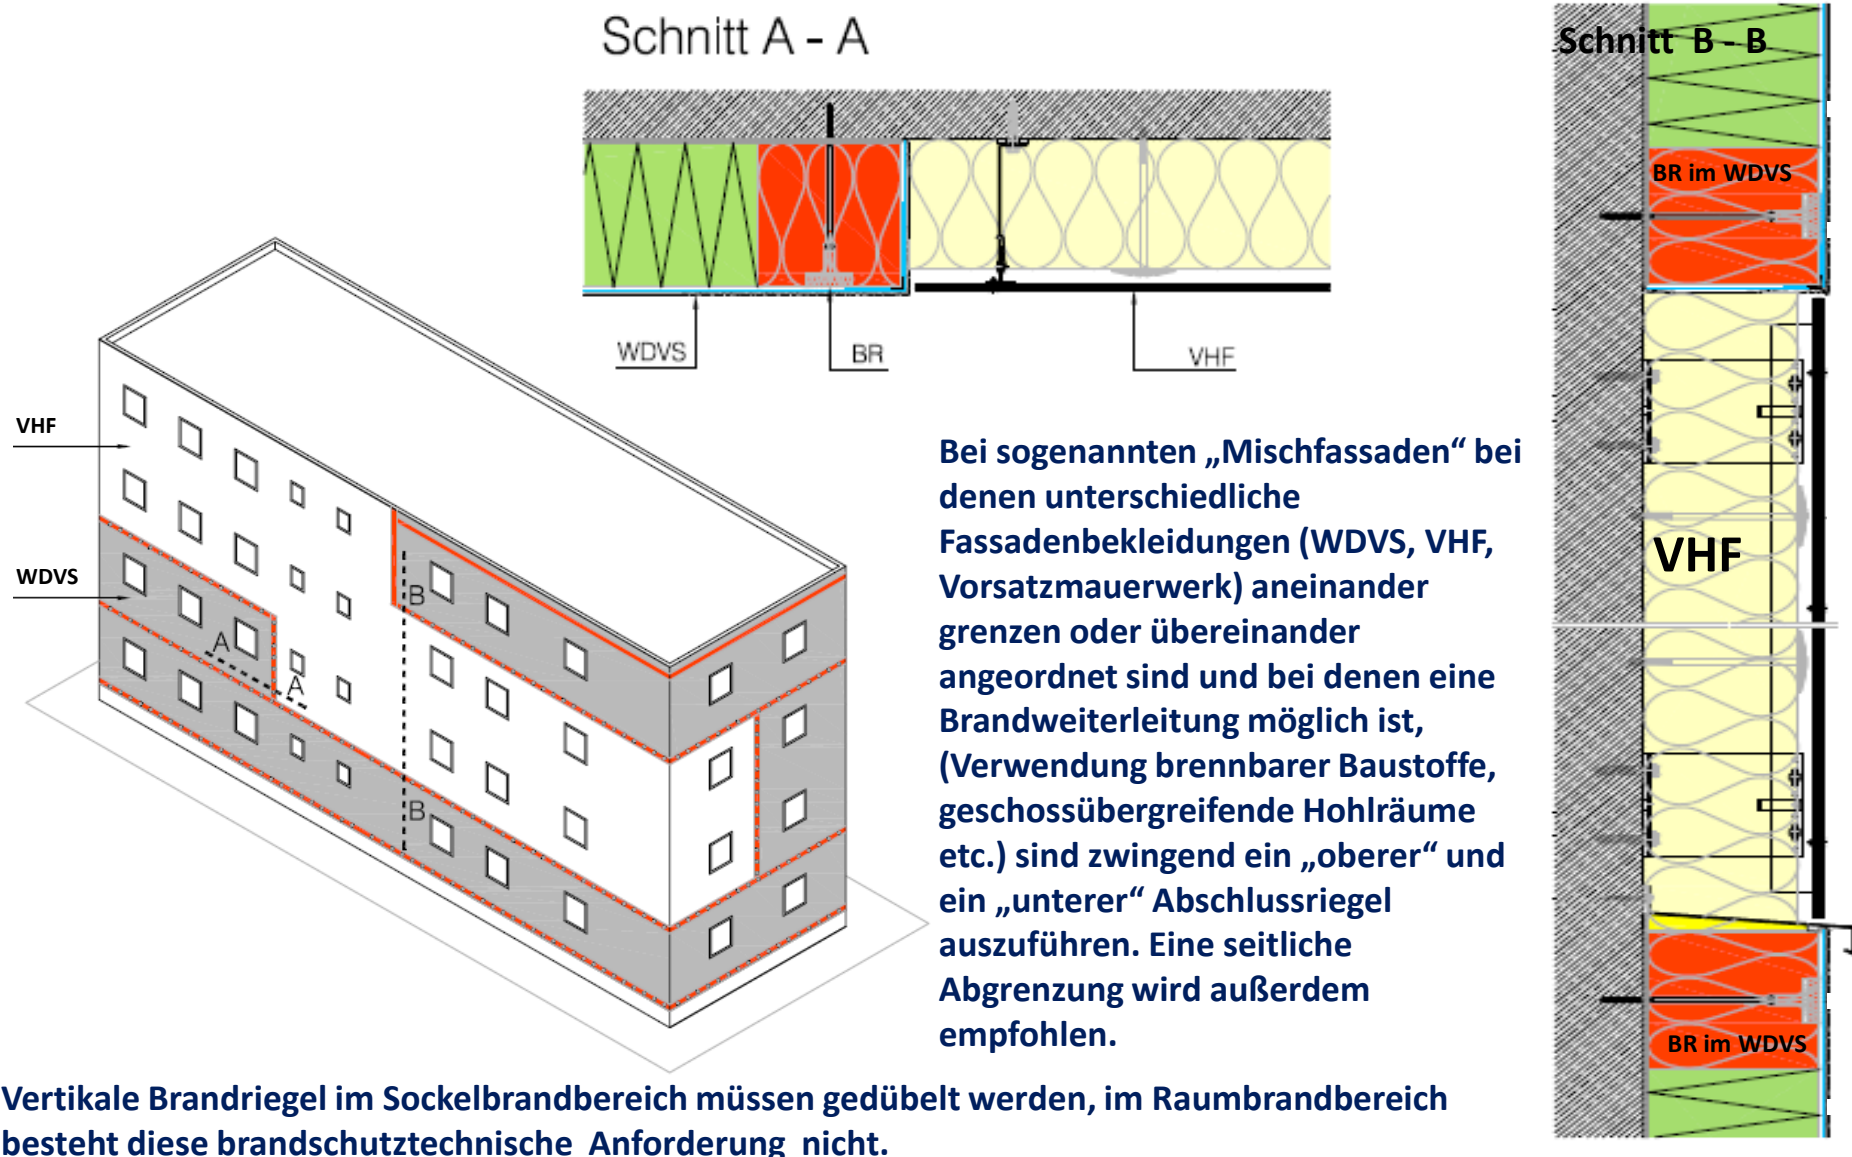 Schnitt A - A
Schnitt B - B
BR im WDVS
WDVS
BR
VHF
VHF
WDVS
A
A
B
B
Bei sogenannten „Mischfassaden“ bei
denen unterschiedliche
Fassadenbekleidungen (WDVS, VHF,
Vorsatzmauerwerk) aneinander
grenzen oder übereinander
angeordnet sind und bei denen eine
Brandweiterleitung möglich ist,
(Verwendung brennbarer Baustoffe,
geschossübergreifende Hohlräume
etc.) sind zwingend ein „oberer“ und
ein „unterer“ Abschlussriegel
auszuführen. Eine seitliche
Abgrenzung wird außerdem
empfohlen.
VHF
BR im WDVS
Vertikale Brandriegel im Sockelbrandbereich müssen gedübelt werden, im Raumbrandbereich
besteht diese brandschutztechnische Anforderung nicht.